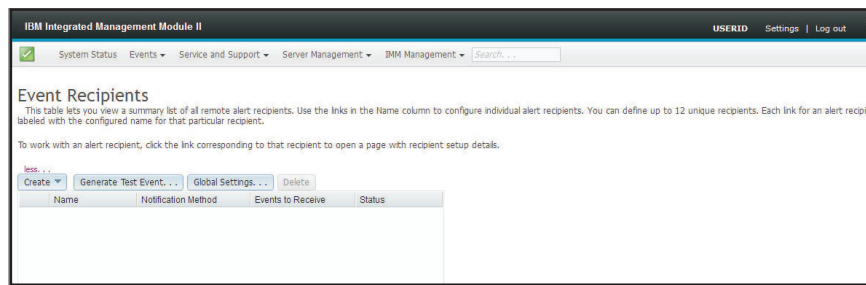 IBM Integrated Management Module II
USERID Settings | Log out
System Status Events Service and Support Server Management IMM Management Search. . .
Event Recipients
This table lets you view a summary list of all remote alert recipients. Use the links in the Name column to configure individual alert recipients. You can define up to 12 unique recipients. Each link for an alert recipi
labeled with the configured name for that particular recipient.
To work with an alert recipient, click the link corresponding to that recipient to open a page with recipient setup details.
less. . .
Create Generate Test Event. . . Global Settings. . . Delete
Name Notification Method Events to Receive Status